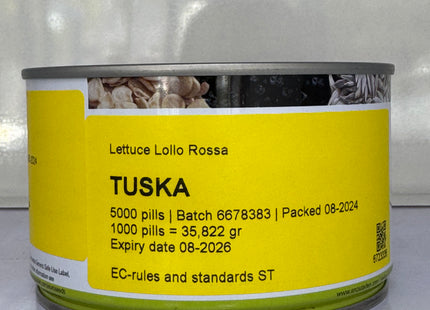 Lettuce Lollo Rossa
TUSKA
5000 pills | Batch 6678383 | Packed 08-2024
1000 pills = 35,822 gr
Expiry date 08-2026
EC-rules and standards ST